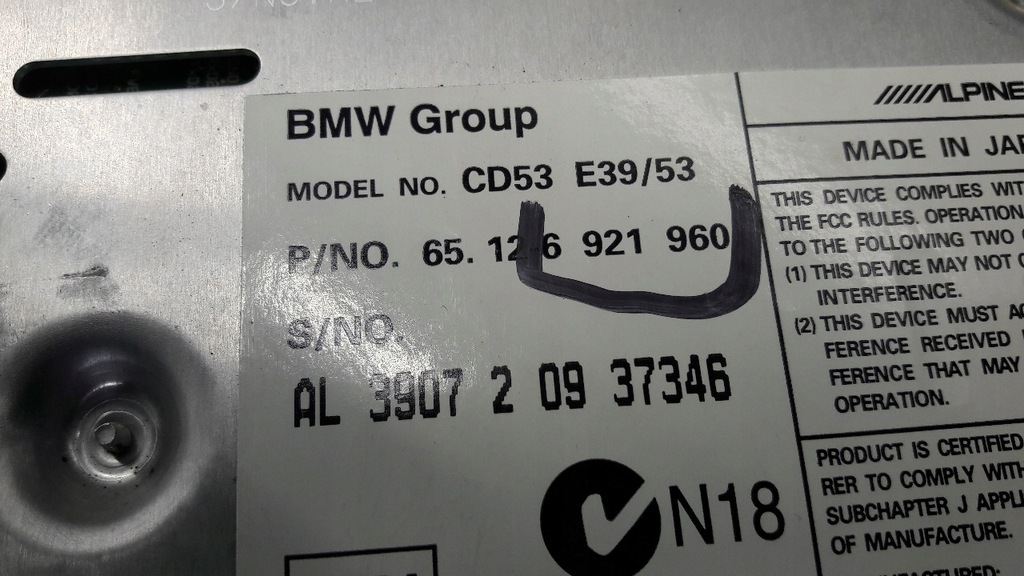 BMW Group
MODEL NO. CD53 E39/53
P/NO. 65. 12 6 921 960
S/NO.
AL 3907 2 09 37346
N18
ALPINE
MADE IN JAP
THIS DEVICE COMPLIES WIT
THE FCC RULES. OPERATION
TO THE FOLLOWING TWO
(1) THIS DEVICE MAY NOT
INTERFERENCE.
(2) THIS DEVICE MUST AC
FERENCE RECEIVED
FERENCE THAT MAY
OPERATION.
PRODUCT IS CERTIFIED
RER TO COMPLY WITH
SUBCHAPTER J APPL
OF MANUFACTURE.